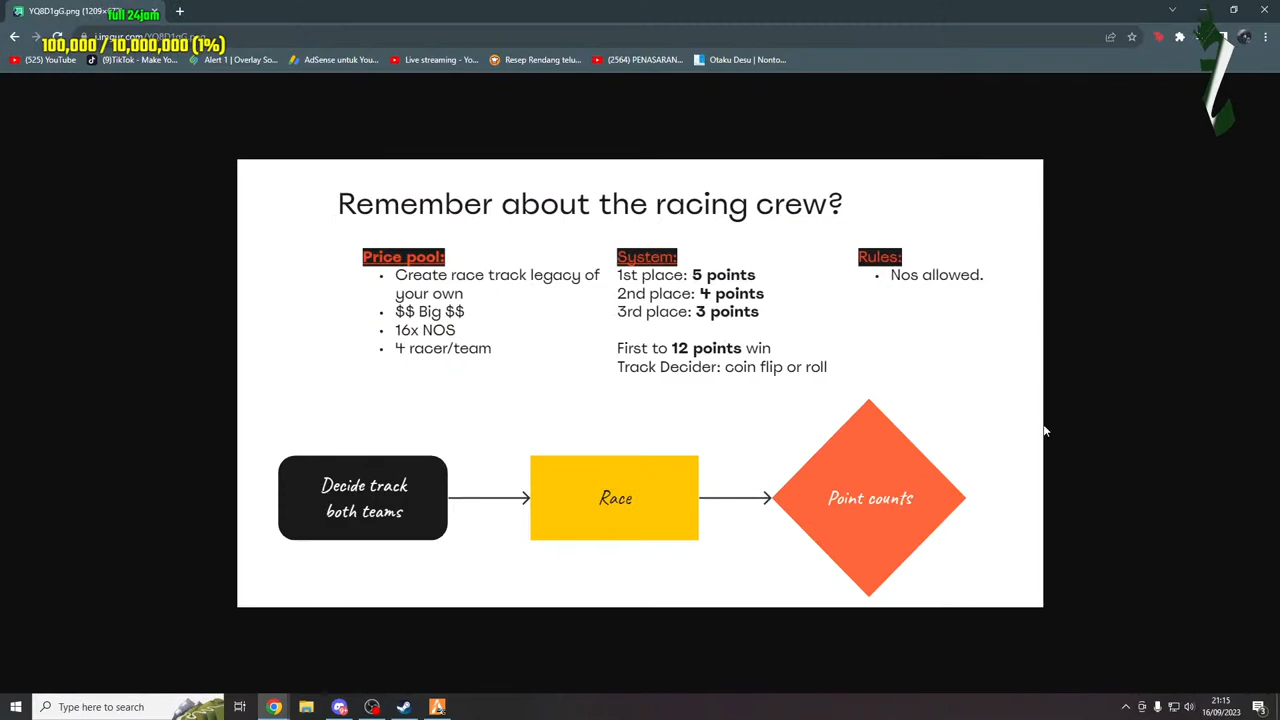 YQ8D1gG.png (1209×6
full 24jam
100,000 / 10,000,000 (1%)
(525) YouTube
(9)TikTok - Make Yo...
Alert 1 | Overlay So...
AdSense untuk You...
Live streaming - Yo...
Resep Rendang telu...
(2564) PENASARAN...
Otaku Desu | Nonto...
Remember about the racing crew?
Price pool:
• Create race track legacy of
your own
• $$ Big $$
• 16x NOS
• 4 racer/team
System:
1st place: 5 points
2nd place: 4 points
3rd place: 3 points
First to 12 points win
Track Decider: coin flip or roll
Rules:
• Nos allowed.
Decide track
both teams
Race
Point counts
Type here to search
21:15
16/09/2023